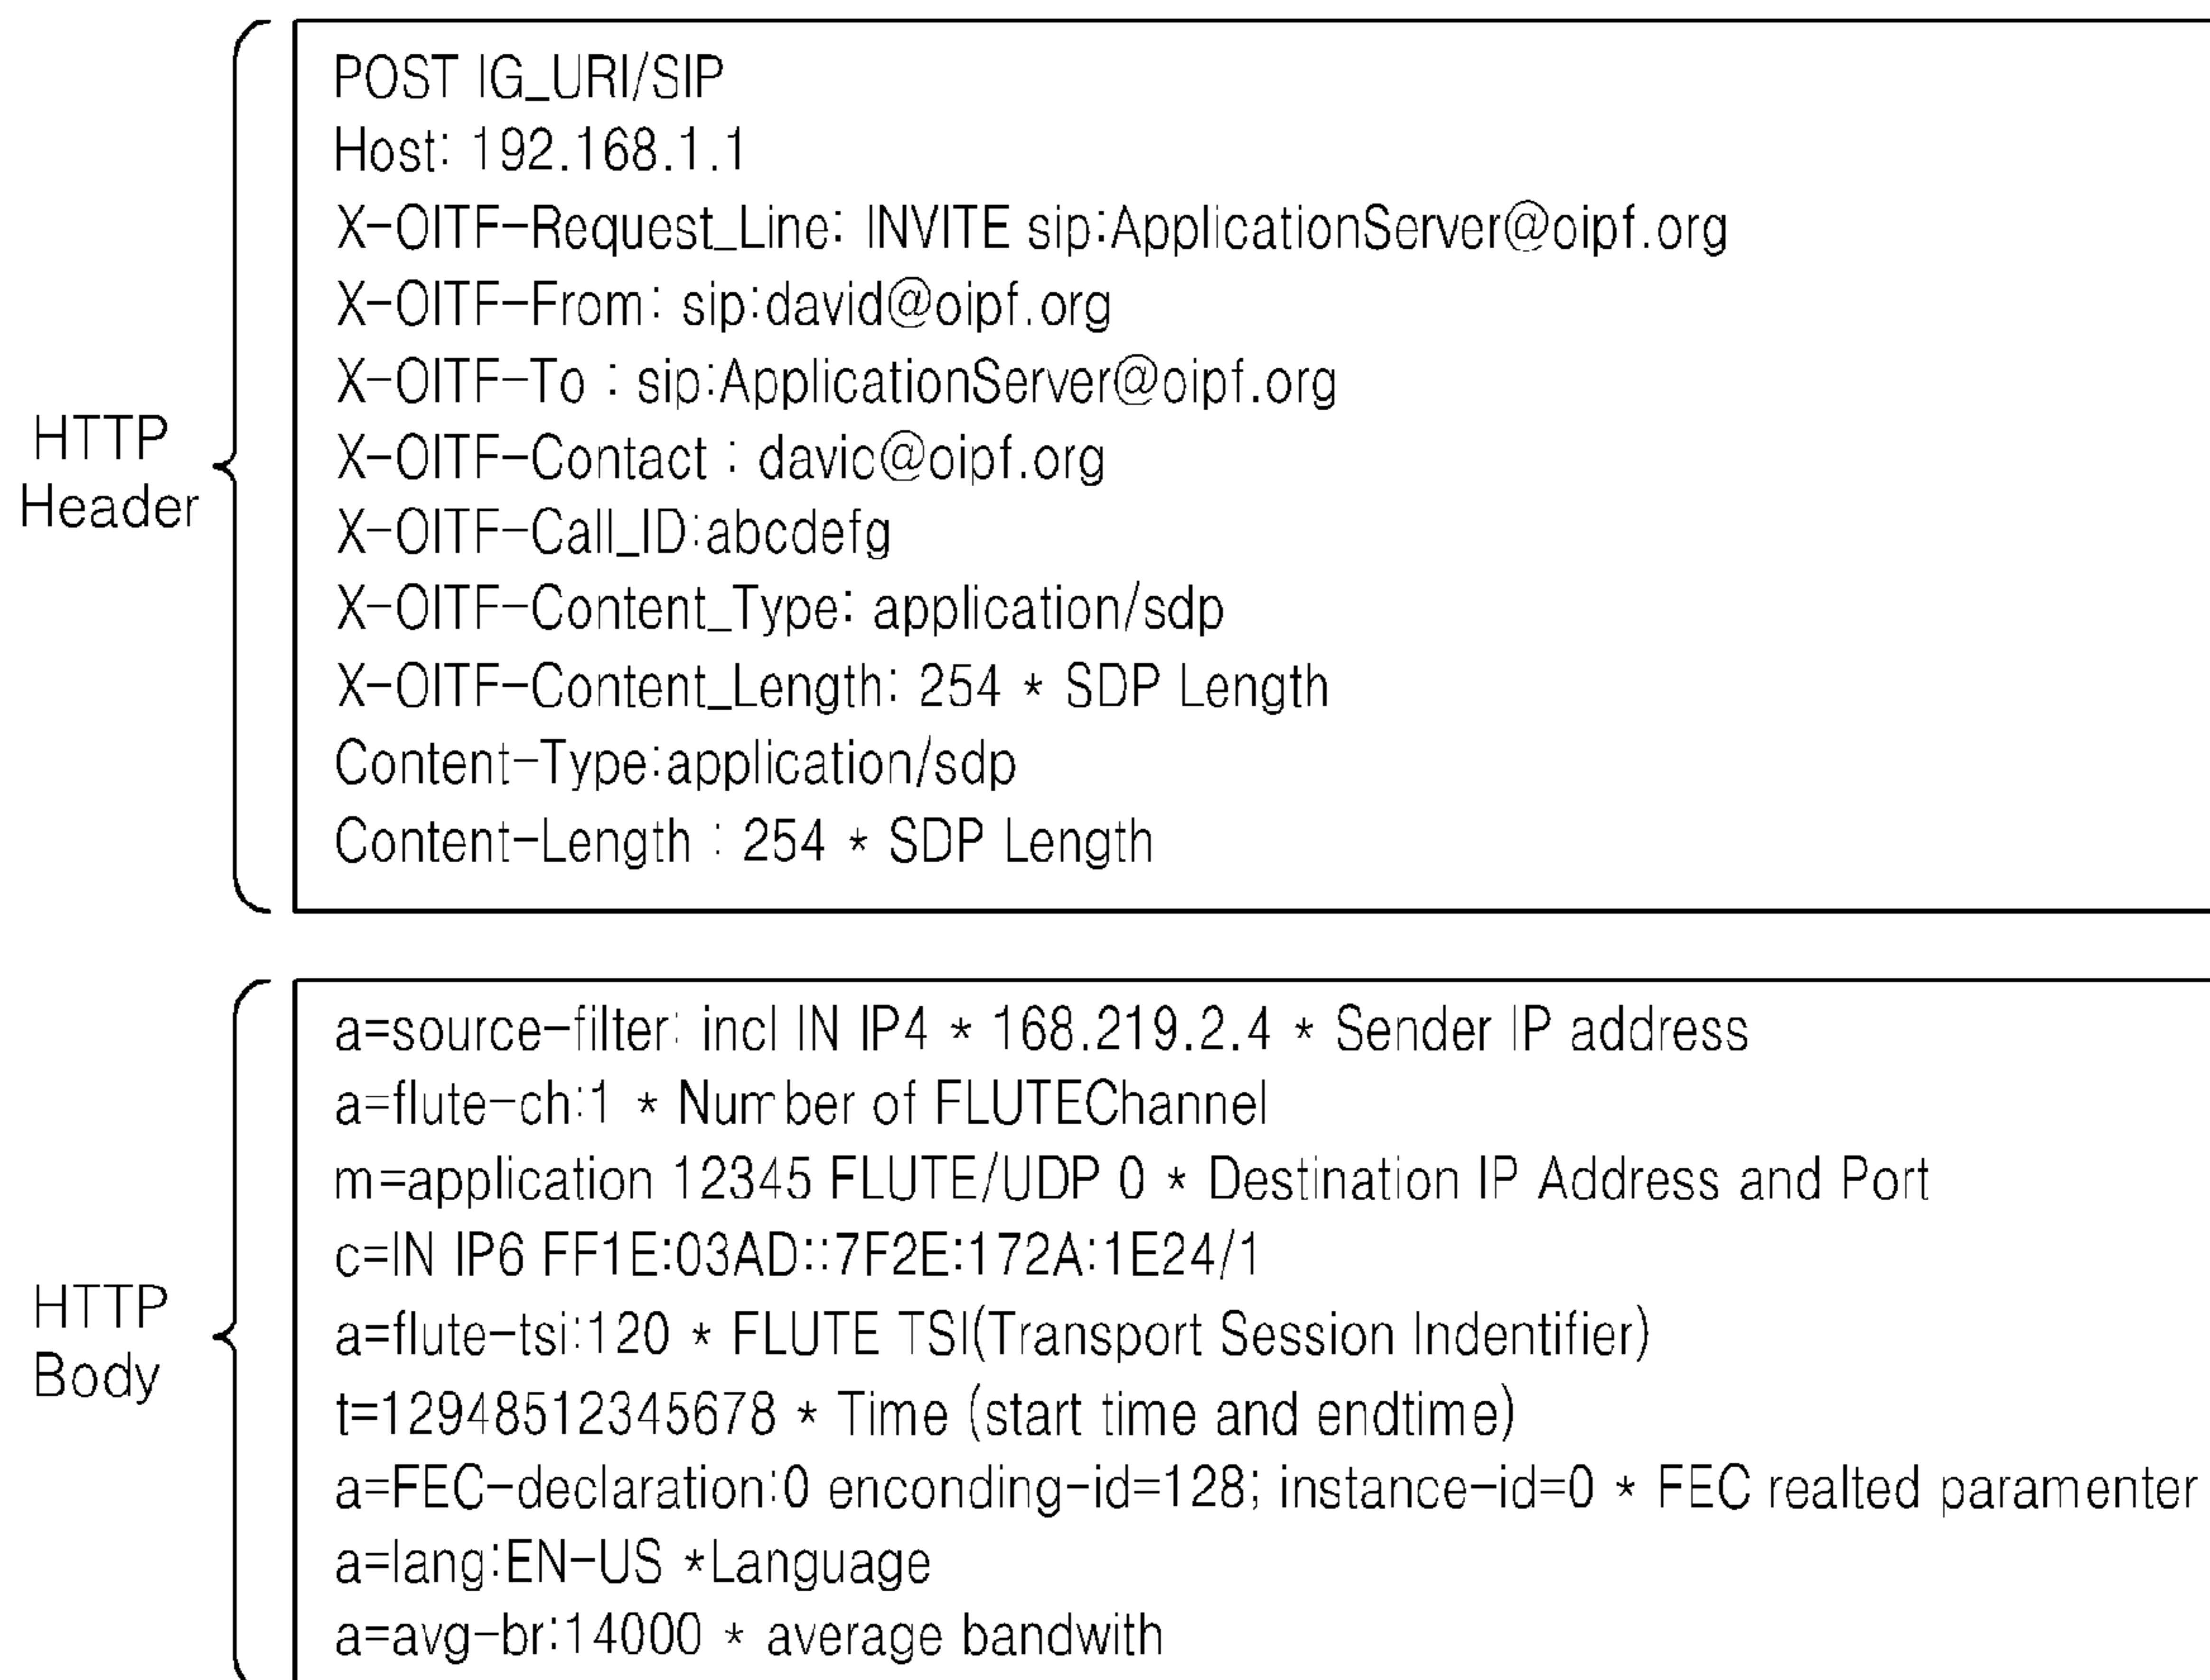 HTTP
Header
POST IG_URI/SIP
Host: 192.168.1.1
X-OITF-Request_Line: INVITE sip:ApplicationServer@oipf.org
X-OITF-From: sip:david@oipf.org
X-OITF-To : sip:ApplicationServer@oipf.org
X-OITF-Contact : davic@oipf.org
X-OITF-Call_ID:abcdefg
X-OITF-Content_Type: application/sdp
X-OITF-Content_Length: 254 * SDP Length
Content-Type:application/sdp
Content-Length : 254 * SDP Length
HTTP
Body
a=source-filter: incl IN IP4 * 168.219.2.4 * Sender IP address
a=flute-ch:1 * Number of FLUTEChannel
m=application 12345 FLUTE/UDP 0 * Destination IP Address and Port
c=IN IP6 FF1E:03AD::7F2E:172A:1E24/1
a=flute-tsi:120 * FLUTE TSI(Transport Session Indentifier)
t=12948512345678 * Time (start time and endtime)
a=FEC-declaration:0 enconding-id=128; instance-id=0 * FEC realted paramenter
a=lang:EN-US *Language
a=avg-br:14000 * average bandwith